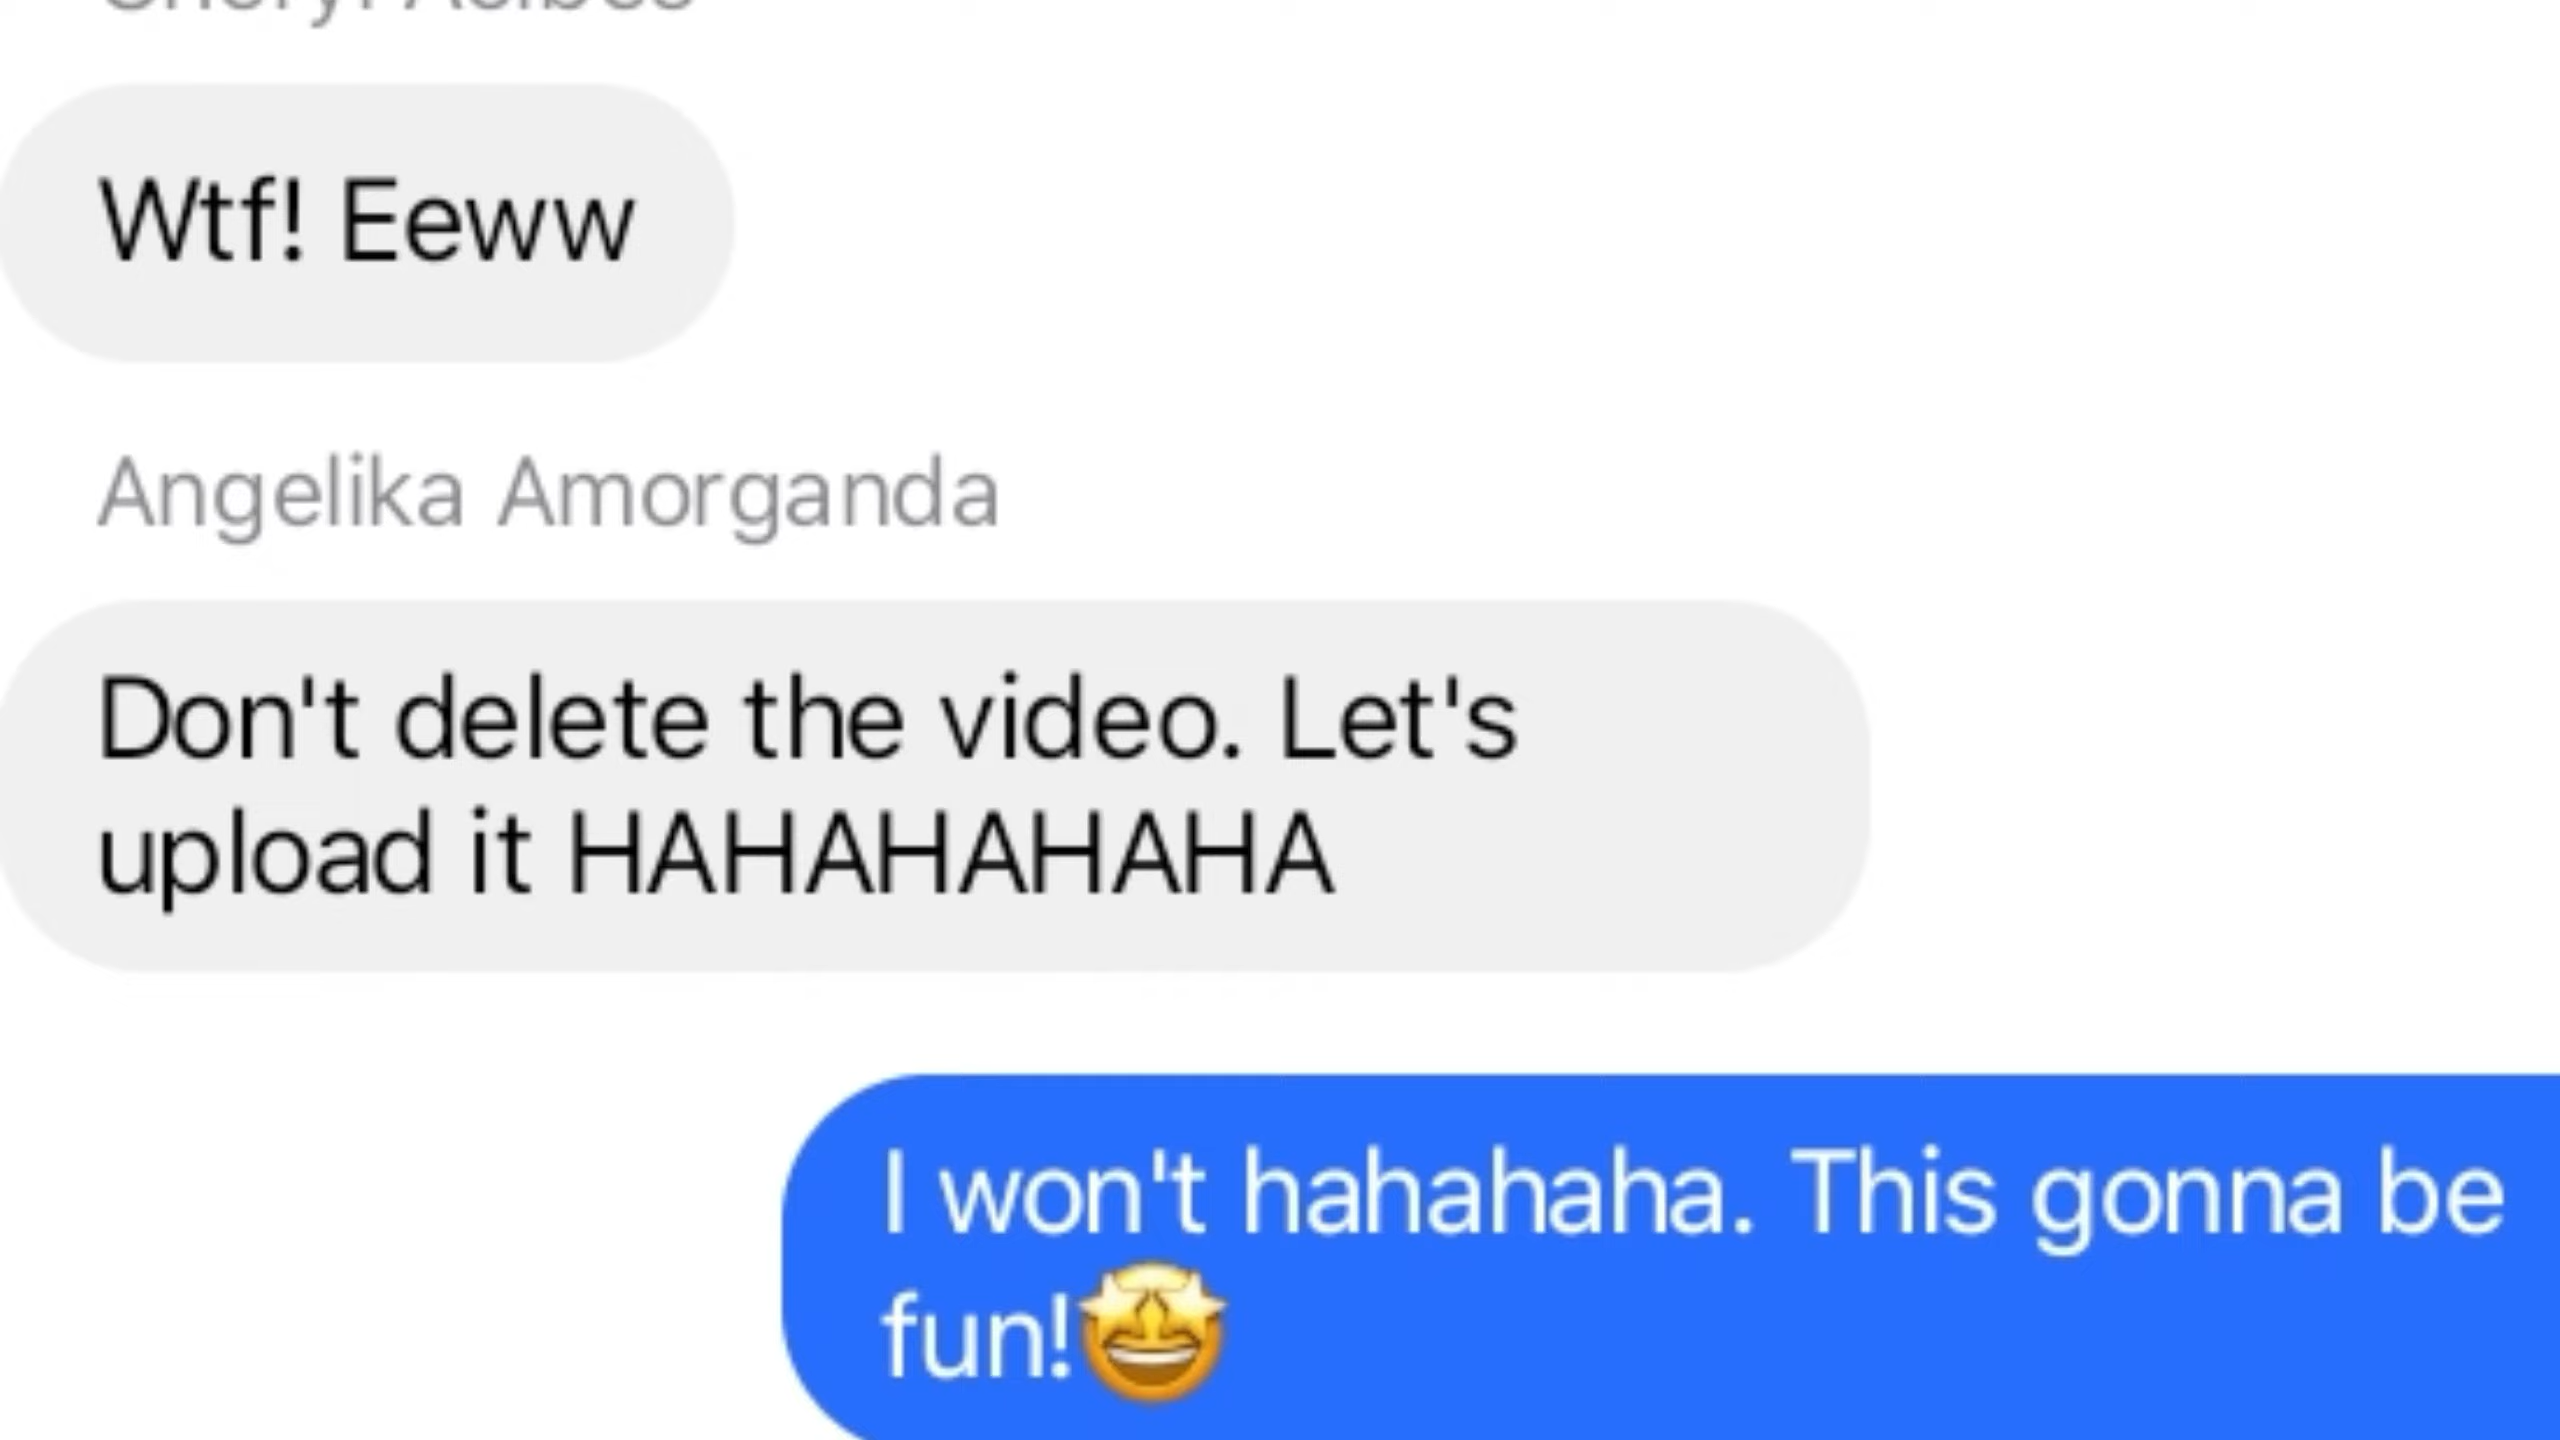 Wtf! Eeww
Angelika Amorganda
Don't delete the video. Let's
upload it HAHAHAHAHA
I won't hahahaha. This gonna be
fun!🤩